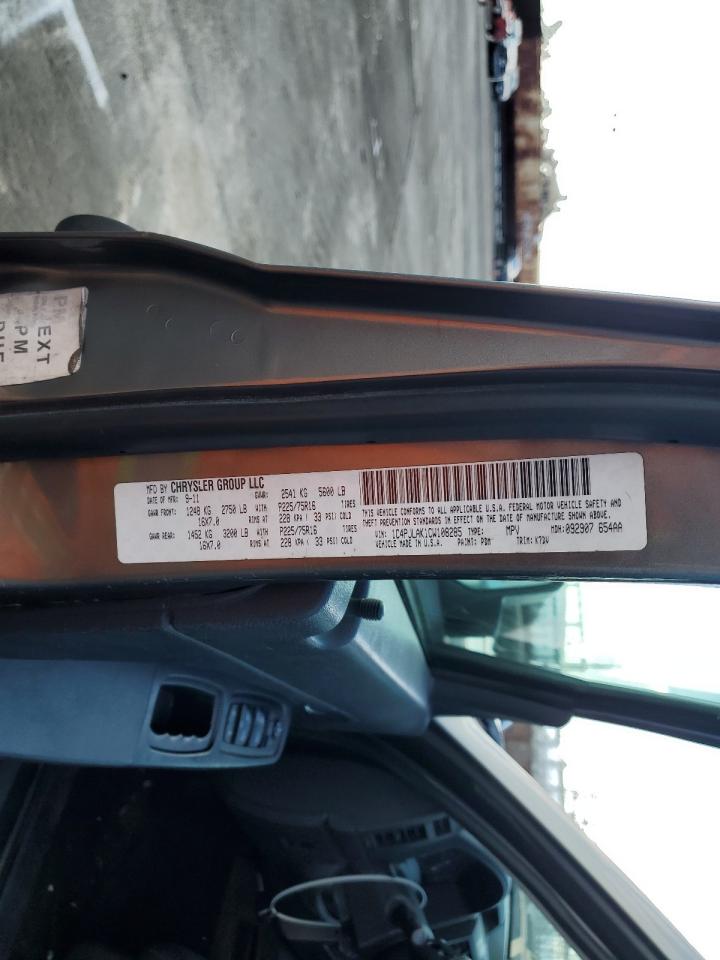 MFD BY CHRYSLER GROUP LLC
DATE OF MFR: 9-11 GVWR: 2541 KG 5600 LB
GAWR FRONT: 1248 KG 2750 LB WITH P225/75R16 TIRES
16X7.0 RIMS AT 228 KPA ( 33 PSI) COLD
GAWR REAR: 1452 KG 3200 LB WITH P225/75R16 TIRES
16X7.0 RIMS AT 228 KPA ( 33 PSI) COLD
THIS VEHICLE CONFORMS TO ALL APPLICABLE U.S.A. FEDERAL MOTOR VEHICLE SAFETY AND
THEFT PREVENTION STANDARDS IN EFFECT ON THE DATE OF MANUFACTURE SHOWN ABOVE.
VIN: 1C4PJLAK1CW106285 TYPE: MPV MDH: 092907 654AA
VEHICLE MADE IN U.S.A. PAINT: PDM TRIM: K7DV
EXT
PM